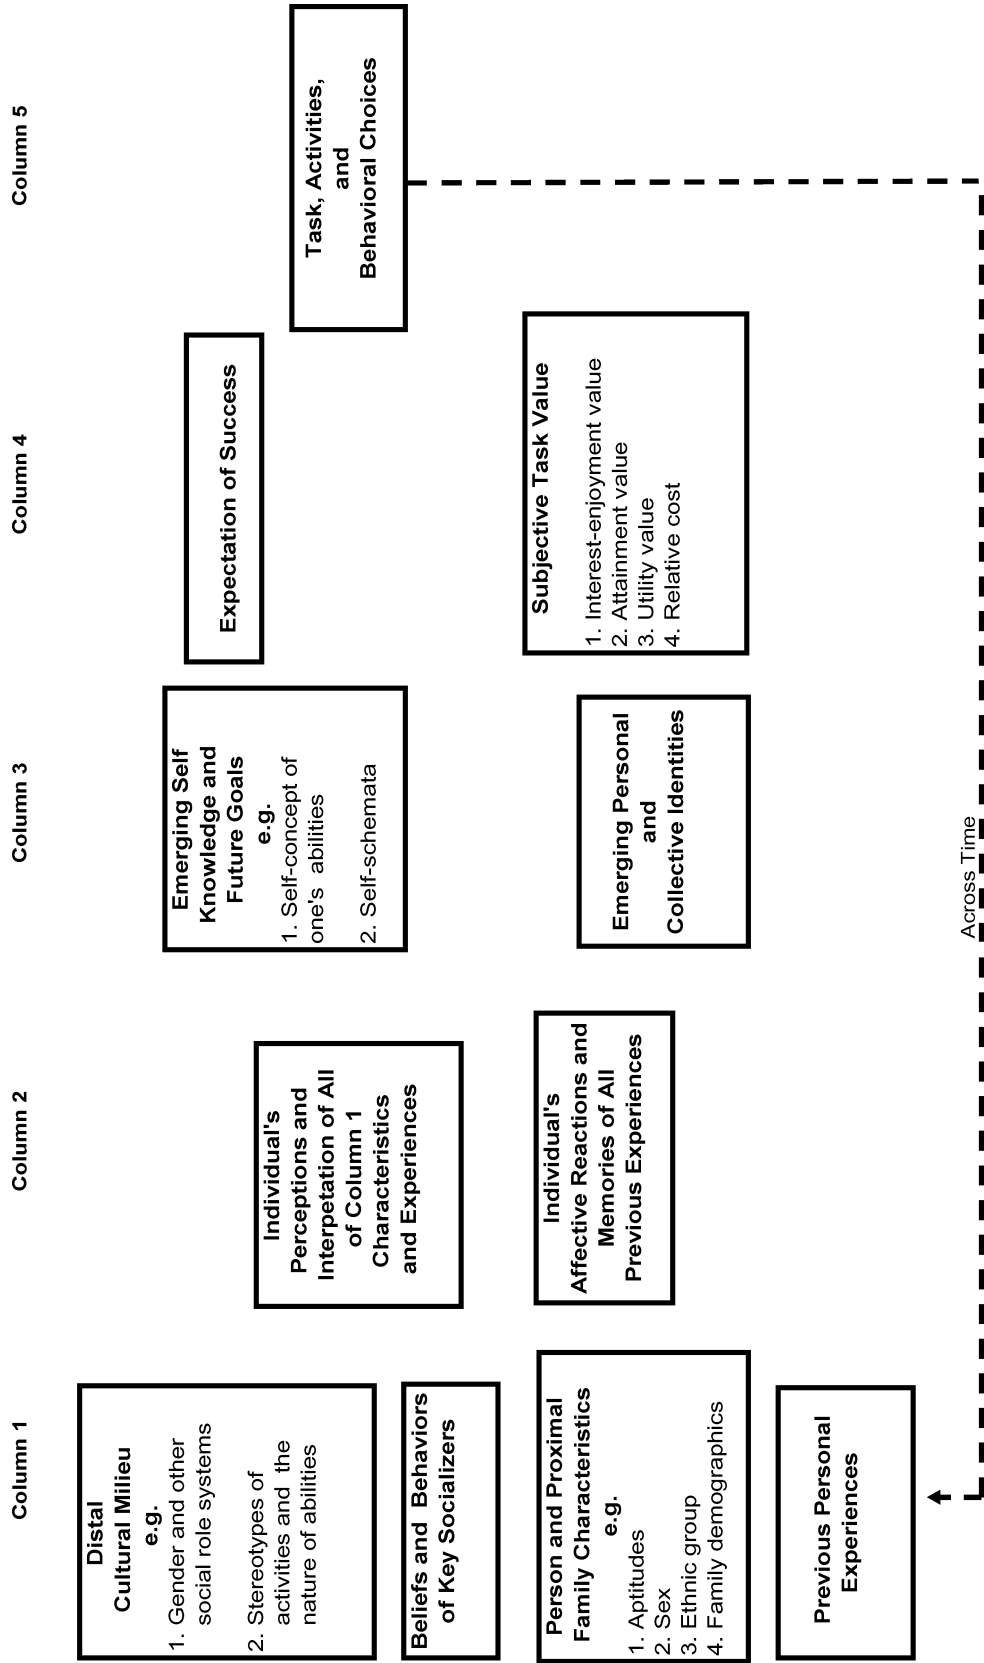 Column 1
Column 2
Column 3
Column 4
Column 5
Distal
Cultural Milieu
e.g.
1. Gender and other
social role systems
2. Stereotypes of
activities and the
nature of abilities
Beliefs and Behaviors
of Key Socializers
Person and Proximal
Family Characteristics
e.g.
1. Aptitudes
2. Sex
3. Ethnic group
4. Family demographics
Previous Personal
Experiences
Individual's
Perceptions and
Interpetation of All
of Column 1
Characteristics
and Experiences
Individual's
Affective Reactions and
Memories of All
Previous Experiences
Emerging Self
Knowledge and
Future Goals
e.g.
1. Self-concept of
one's abilities
2. Self-schemata
Emerging Personal
and
Collective Identities
Expectation of Success
Subjective Task Value
1. Interest-enjoyment value
2. Attainment value
3. Utility value
4. Relative cost
Task, Activities,
and
Behavioral Choices
Across Time